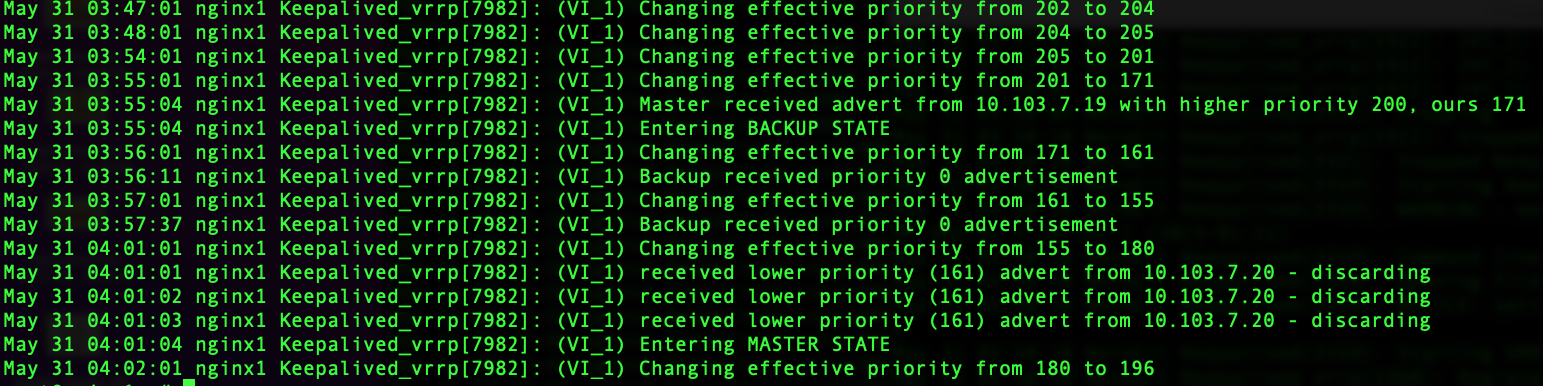 May 31 03:47:01 nginx1 Keepalived_vrrp[7982]: (VI_1) Changing effective priority from 202 to 204
May 31 03:48:01 nginx1 Keepalived_vrrp[7982]: (VI_1) Changing effective priority from 204 to 205
May 31 03:54:01 nginx1 Keepalived_vrrp[7982]: (VI_1) Changing effective priority from 205 to 201
May 31 03:55:01 nginx1 Keepalived_vrrp[7982]: (VI_1) Changing effective priority from 201 to 171
May 31 03:55:04 nginx1 Keepalived_vrrp[7982]: (VI_1) Master received advert from 10.103.7.19 with higher priority 200, ours 171
May 31 03:55:04 nginx1 Keepalived_vrrp[7982]: (VI_1) Entering BACKUP STATE
May 31 03:56:01 nginx1 Keepalived_vrrp[7982]: (VI_1) Changing effective priority from 171 to 161
May 31 03:56:11 nginx1 Keepalived_vrrp[7982]: (VI_1) Backup received priority 0 advertisement
May 31 03:57:01 nginx1 Keepalived_vrrp[7982]: (VI_1) Changing effective priority from 161 to 155
May 31 03:57:37 nginx1 Keepalived_vrrp[7982]: (VI_1) Backup received priority 0 advertisement
May 31 04:01:01 nginx1 Keepalived_vrrp[7982]: (VI_1) Changing effective priority from 155 to 180
May 31 04:01:01 nginx1 Keepalived_vrrp[7982]: (VI_1) received lower priority (161) advert from 10.103.7.20 - discarding
May 31 04:01:02 nginx1 Keepalived_vrrp[7982]: (VI_1) received lower priority (161) advert from 10.103.7.20 - discarding
May 31 04:01:03 nginx1 Keepalived_vrrp[7982]: (VI_1) received lower priority (161) advert from 10.103.7.20 - discarding
May 31 04:01:04 nginx1 Keepalived_vrrp[7982]: (VI_1) Entering MASTER STATE
May 31 04:02:01 nginx1 Keepalived_vrrp[7982]: (VI_1) Changing effective priority from 180 to 196